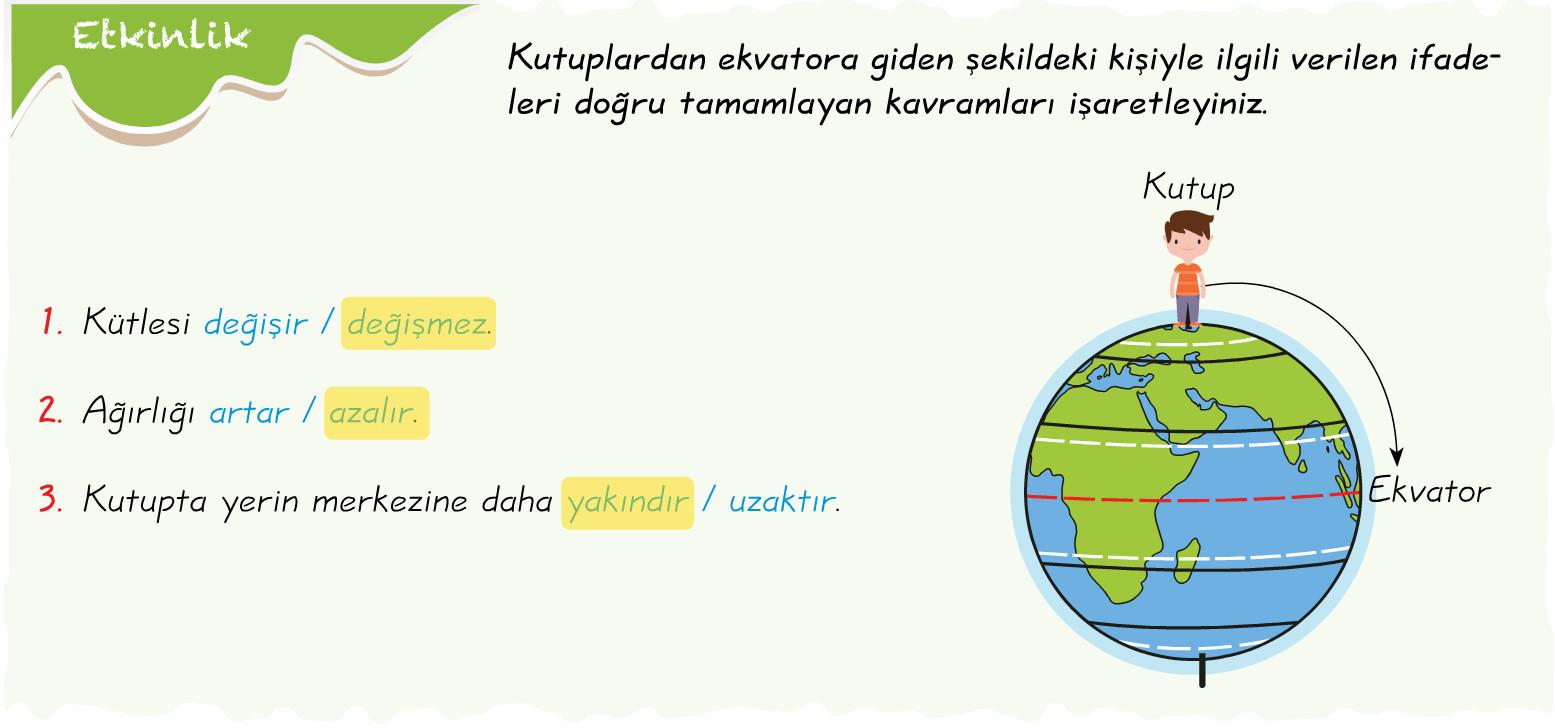 Etkinlik
Kutuplardan ekvatora giden şekildeki kişiyle ilgili verilen ifade-
leri doğru tamamlayan kavramları işaretleyiniz.
Kutup
1. Kütlesi değişir / değişmez.
2. Ağırlığı artar / azalır.
3. Kutupta yerin merkezine daha yakındır / uzaktır.
Ekvator